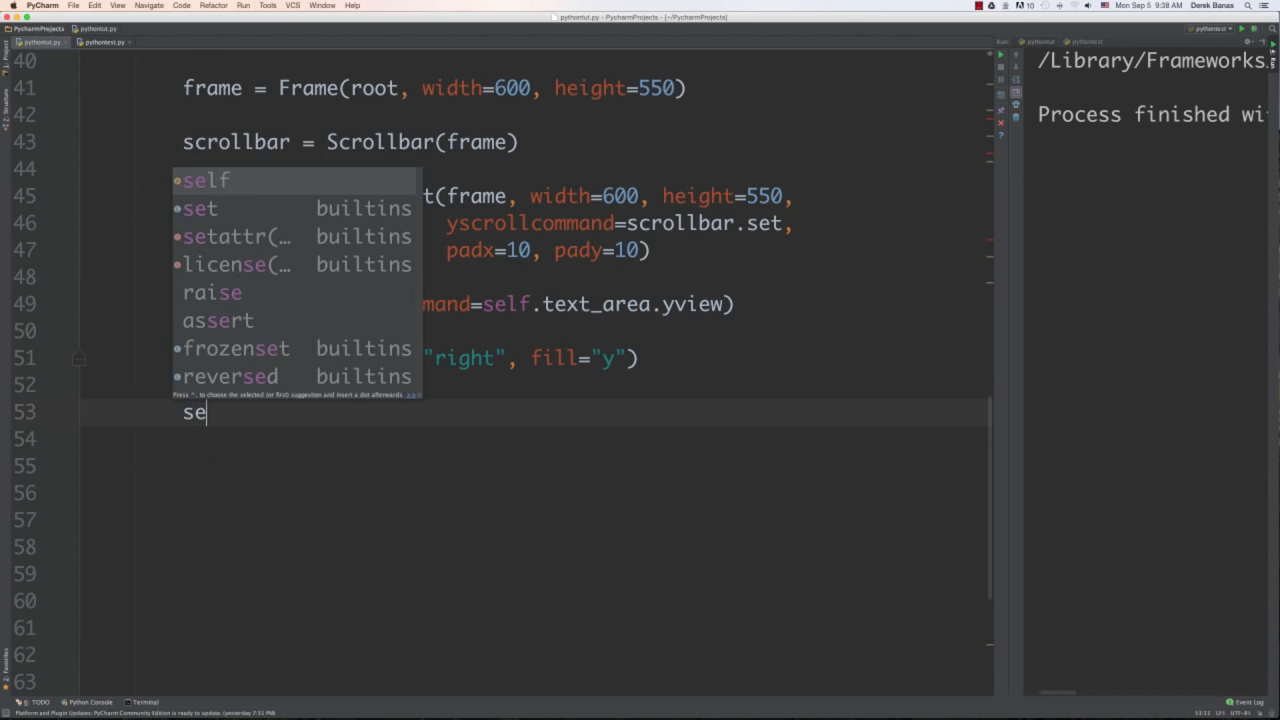 PyCharm File Edit View Navigate Code Refactor Run Tools VCS Window Help
10 Mon Sep 5 9:38 AM Derek Banas
pythontut.py - PycharmProjects - [~/PycharmProjects]
PycharmProjects pythontut.py
pythontest
pythontut.py pythontest.py
Run: pythontut pythontest
40
41 frame = Frame(root, width=600, height=550)
42
43 scrollbar = Scrollbar(frame)
44
45 t(frame, width=600, height=550,
46 yscrollcommand=scrollbar.set,
47 padx=10, pady=10)
48
49 mand=self.text_area.yview)
50
51 "right", fill="y")
52
53 se
54
55
56
57
58
59
60
61
62
63
self
set builtins
setattr(… builtins
license(… builtins
raise
assert
frozenset builtins
reversed builtins
Press ^. to choose the selected (or first) suggestion and insert a dot afterwards >>
/Library/Frameworks
Process finished wi
1: Project
7: Structure
2: Favorites
Run
6: TODO Python Console Terminal
Event Log
Platform and Plugin Updates: PyCharm Community Edition is ready to update. (yesterday 7:51 PM)
53:11 LF÷ UTF-8÷